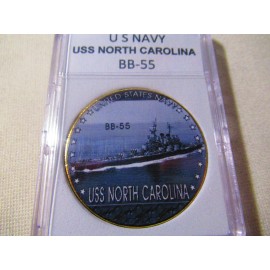 U S NAVY
USS NORTH CAROLINA
BB-55
UNITED STATES NAVY
BB-55
USS NORTH CAROLINA